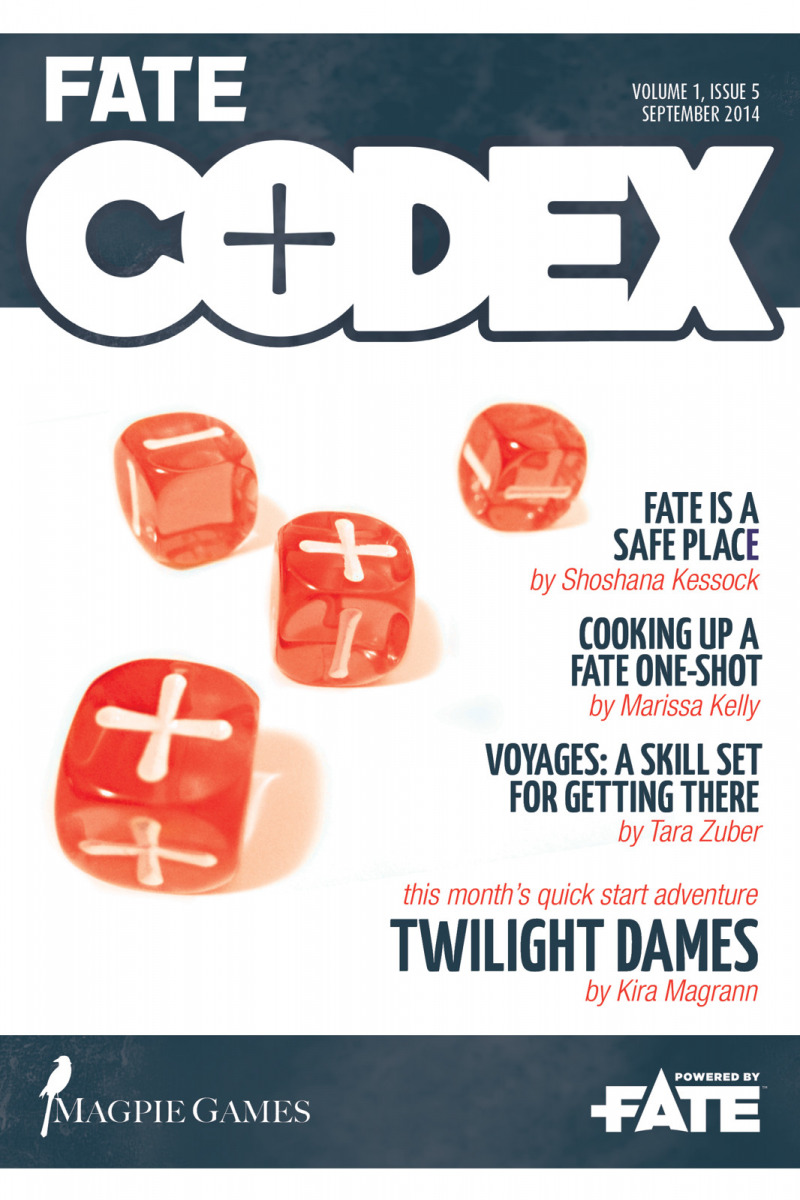 FATE
VOLUME 1, ISSUE 5
SEPTEMBER 2014
CODEX
FATE IS A
SAFE PLACE
by Shoshana Kessock
COOKING UP A
FATE ONE-SHOT
by Marissa Kelly
VOYAGES: A SKILL SET
FOR GETTING THERE
by Tara Zuber
this month's quick start adventure
TWILIGHT DAMES
by Kira Magrann
MAGPIE GAMES
POWERED BY
FATE™